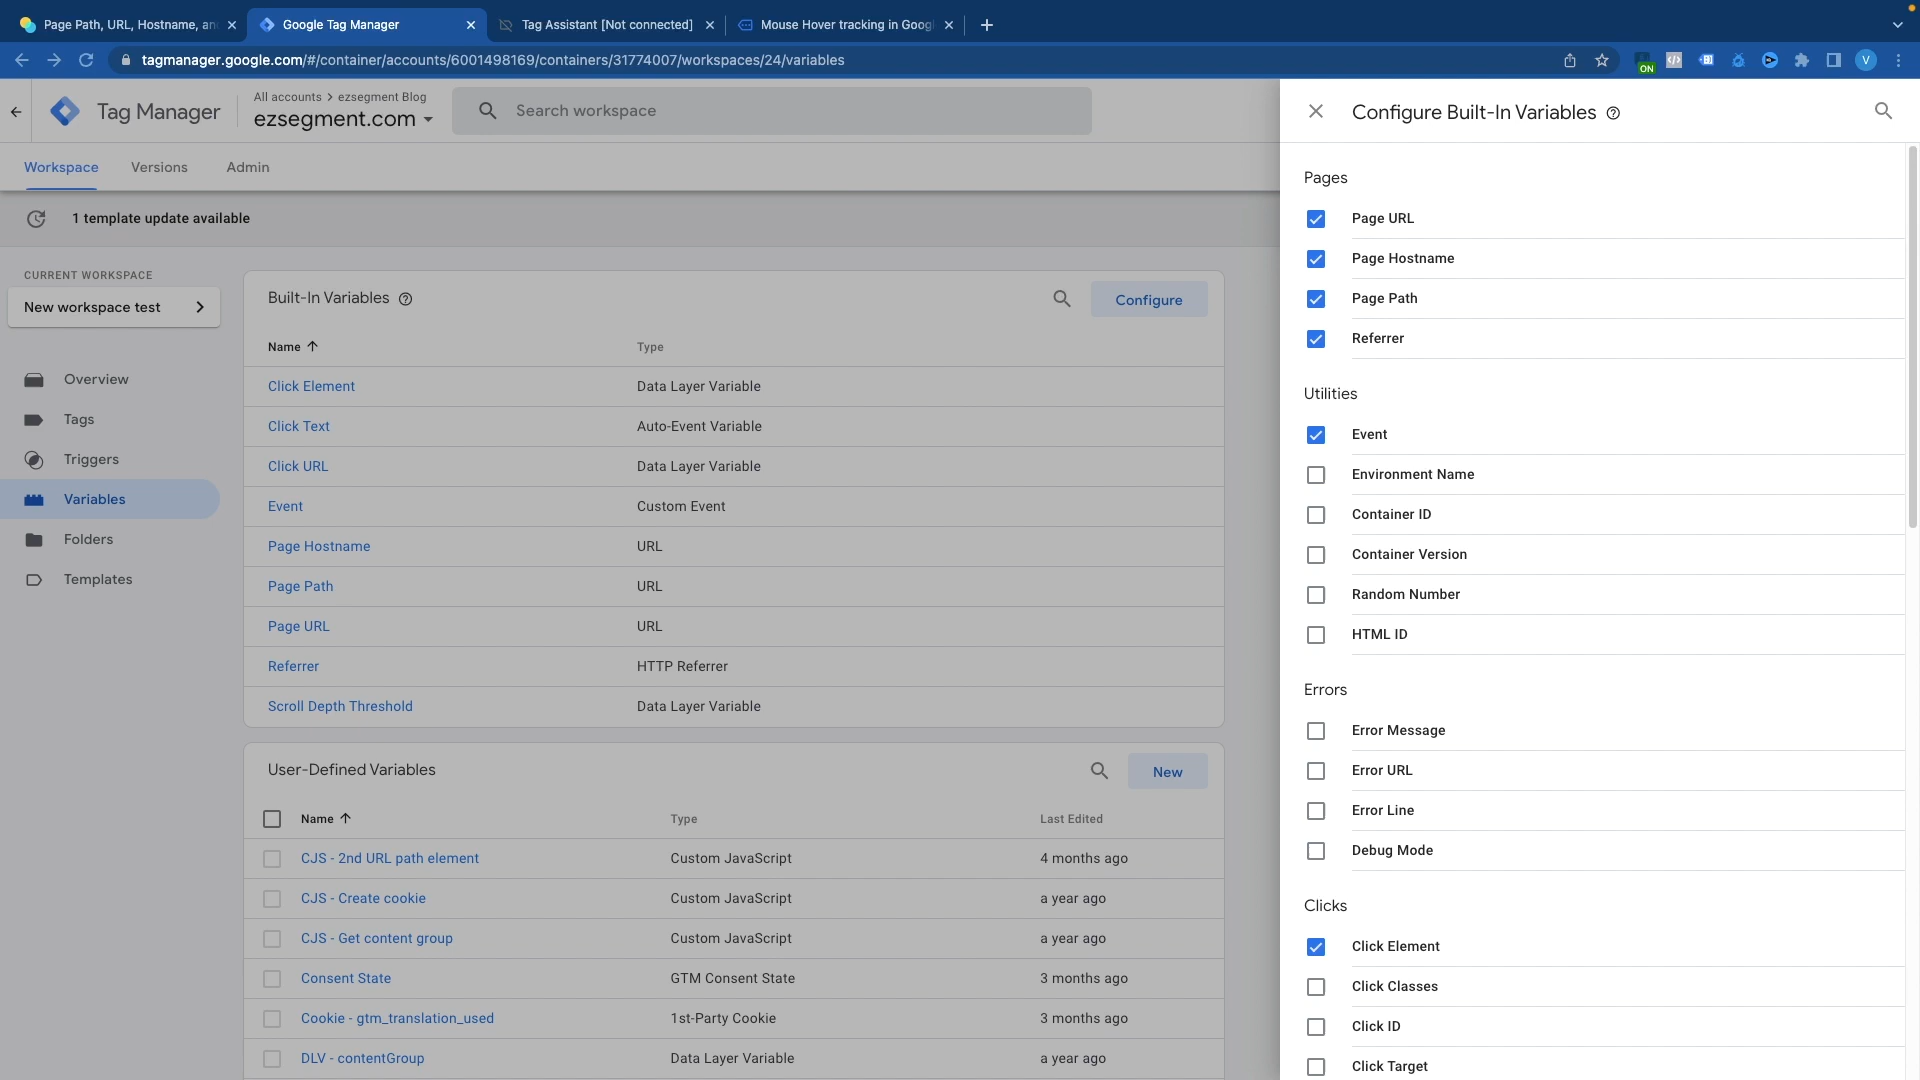 Page Path, URL, Hostname, an
Google Tag Manager
Tag Assistant [Not connected]
Mouse Hover tracking in Goog
tagmanager.google.com/#/container/accounts/6001498169/containers/31774007/workspaces/24/variables
ON
V
Tag Manager
All accounts > ezsegment Blog
ezsegment.com
Search workspace
Workspace
Versions
Admin
1 template update available
CURRENT WORKSPACE
New workspace test
Overview
Tags
Triggers
Variables
Folders
Templates
Built-In Variables
Configure
Name
Type
Click Element
Data Layer Variable
Click Text
Auto-Event Variable
Click URL
Data Layer Variable
Event
Custom Event
Page Hostname
URL
Page Path
URL
Page URL
URL
Referrer
HTTP Referrer
Scroll Depth Threshold
Data Layer Variable
User-Defined Variables
New
Name
Type
Last Edited
CJS - 2nd URL path element
Custom JavaScript
4 months ago
CJS - Create cookie
Custom JavaScript
a year ago
CJS - Get content group
Custom JavaScript
a year ago
Consent State
GTM Consent State
3 months ago
Cookie - gtm_translation_used
1st-Party Cookie
3 months ago
DLV - contentGroup
Data Layer Variable
a year ago
Configure Built-In Variables
Pages
Page URL
Page Hostname
Page Path
Referrer
Utilities
Event
Environment Name
Container ID
Container Version
Random Number
HTML ID
Errors
Error Message
Error URL
Error Line
Debug Mode
Clicks
Click Element
Click Classes
Click ID
Click Target